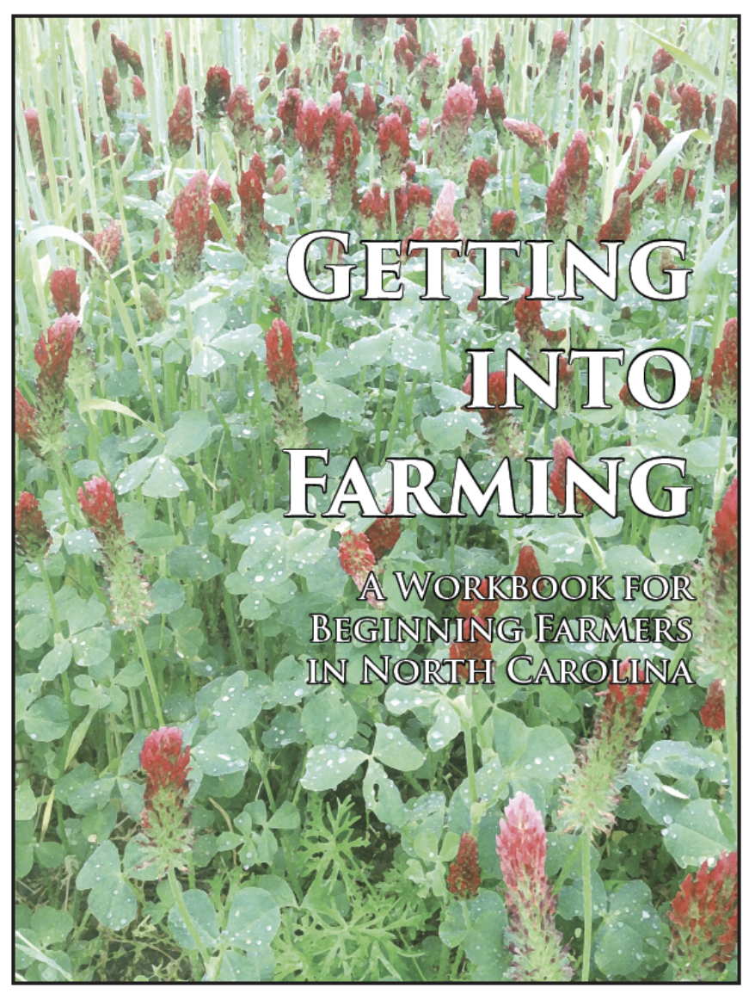 Getting
into
Farming
A Workbook for
Beginning Farmers
in North Carolina